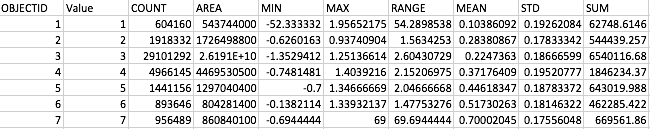 OBJECTID Value COUNT AREA MIN MAX RANGE MEAN STD SUM
1 1 604160 543744000 -52.333332 1.95652175 54.2898538 0.10386092 0.19262084 62748.6146
2 2 1918332 1726498800 -0.6260163 0.93740904 1.5634253 0.28380867 0.17833342 544439.257
3 3 29101292 2.6191E+10 -1.3529412 1.25136614 2.60430729 0.2247363 0.18666599 6540116.68
4 4 4966145 4469530500 -0.7481481 1.4039216 2.15206975 0.37176409 0.19520777 1846234.37
5 5 1441156 1297040400 -0.7 1.34666669 2.04666668 0.44618347 0.18783372 643019.988
6 6 893646 804281400 -0.1382114 1.33932137 1.47753276 0.51730263 0.18146322 462285.422
7 7 956489 860840100 -0.6944444 69 69.6944444 0.70002045 0.17556048 669561.86